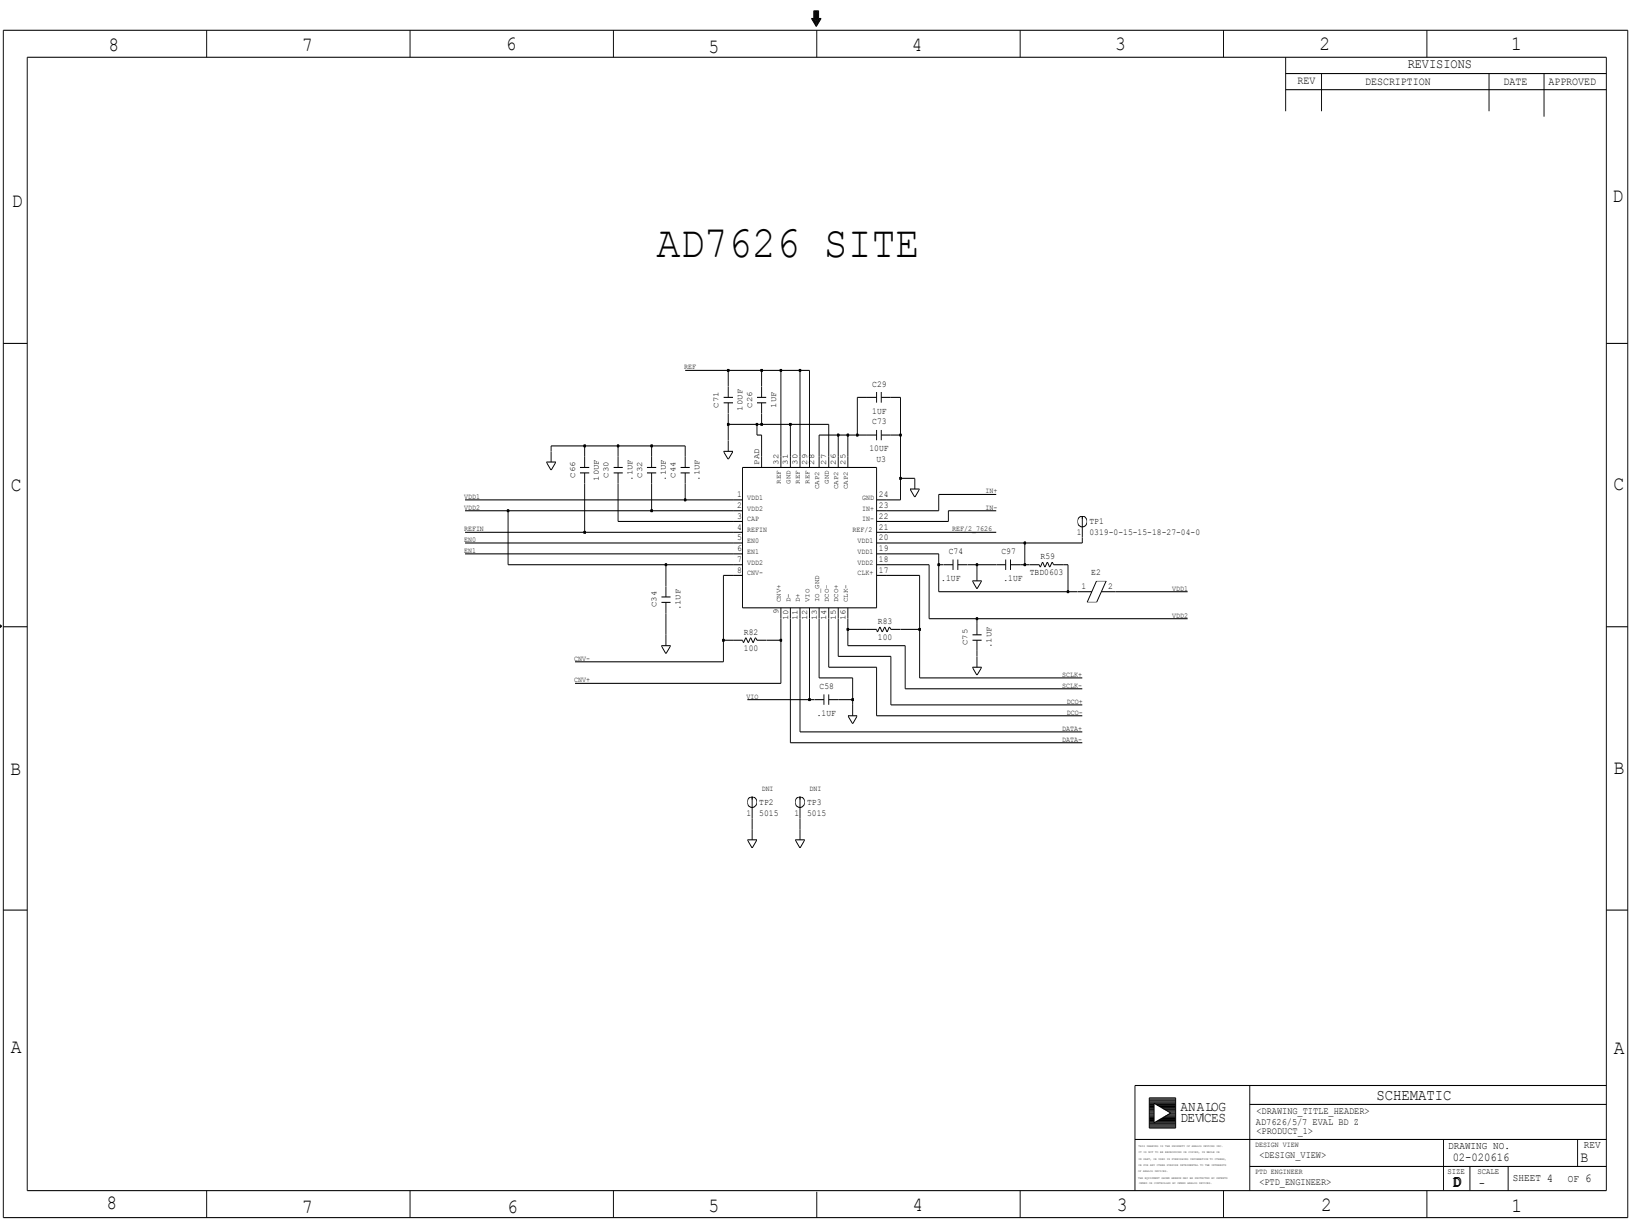 8 7 6 5 4 3 2 1
REVISIONS
REV DESCRIPTION DATE APPROVED
D D
AD7626 SITE
C C
REF
C71 10UF C26 1UF
C29
1UF
C73
10UF
U3
C66 10UF C30 .1UF C32 .1UF C44 .1UF
PAD 32 31 30 29 28 27 26 25
REF GND REF REF CAP2 GND CAP2 CAP2
VDD1 1 VDD1
VDD2 2 VDD2
3 CAP
REFIN 4 REFIN
EN0 5 EN0
EN1 6 EN1
7 VDD2
8 CNV-
GND 24
IN+ 23 IN+
IN- 22 IN-
REF/2 21 REF/2_7626
VDD1 20
VDD1 19
VDD2 18
CLK+ 17
TP1
1 0319-0-15-15-18-27-04-0
C74 C97 R59
.1UF .1UF TBD0603
E2
1 2 VDD1
VDD2
C75 .1UF
C34 .1UF
CNV+ D- D+ VIO IO_GND DCO- DCO+ CLK-
9 10 11 12 13 14 15 16
R82
100
R83
100
CNV-
CNV+
VIO
C58
.1UF
SCLK+
SCLK-
DCO+
DCO-
DATA+
DATA-
B B
DNI DNI
TP2 TP3
1 5015 1 5015
A A
ANALOG
DEVICES
SCHEMATIC
<DRAWING_TITLE_HEADER>
AD7626/5/7 EVAL BD Z
<PRODUCT_1>
DESIGN VIEW
<DESIGN_VIEW>
DRAWING NO.
02-020616
REV
B
PTD ENGINEER
<PTD_ENGINEER>
SIZE
D
SCALE
-
SHEET 4 OF 6
8 7 6 5 4 3 2 1